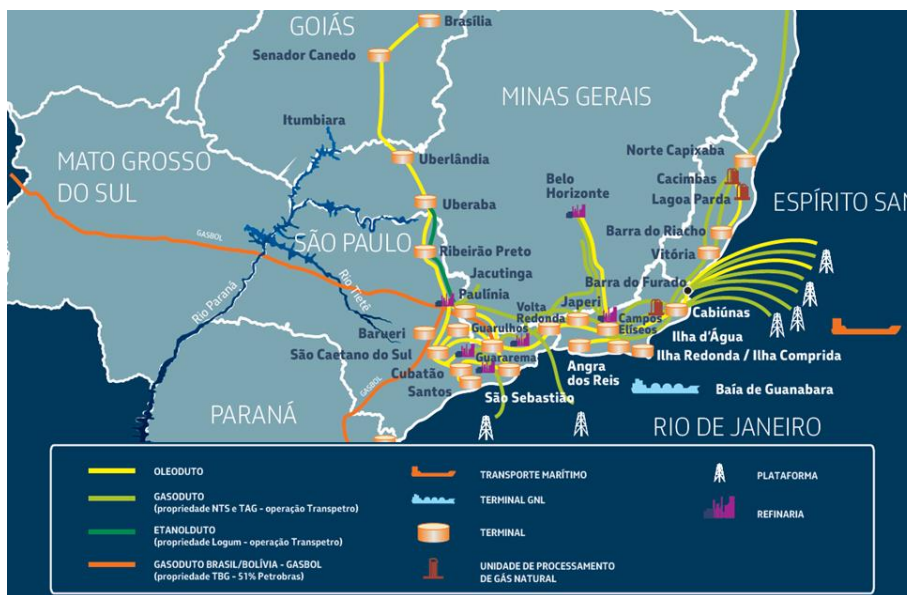 GOIÁS
Brasília
Senador Canedo
MINAS GERAIS
Itumbiara
MATO GROSSO
DO SUL
Uberlândia
Norte Capixaba
Belo
Horizonte
Cacimbas
Lagoa Parda
ESPÍRITO SAN
Uberaba
SÃO PAULO
GASBOL
Barra do Riacho
Ribeirão Preto
Vitória
Jacutinga
Rio Paraná
Rio Tietê
Paulínia
Barra do Furado
Volta
Redonda
Japeri
Campos
Elíseos
Cabiúnas
Barueri
Guarulhos
Ilha d'Água
São Caetano do Sul
Guararema
Ilha Redonda / Ilha Comprida
Cubatão
Angra
dos Reis
GASBOL
Santos
São Sebastião
Baía de Guanabara
PARANÁ
RIO DE JANEIRO
OLEODUTO
GASODUTO
(propriedade NTS e TAG - operação Transpetro)
ETANOLDUTO
(propriedade Logum - operação Transpetro)
GASODUTO BRASIL/BOLÍVIA - GASBOL
(propriedade TBG - 51% Petrobras)
TRANSPORTE MARÍTIMO
TERMINAL GNL
TERMINAL
UNIDADE DE PROCESSAMENTO
DE GÁS NATURAL
PLATAFORMA
REFINARIA